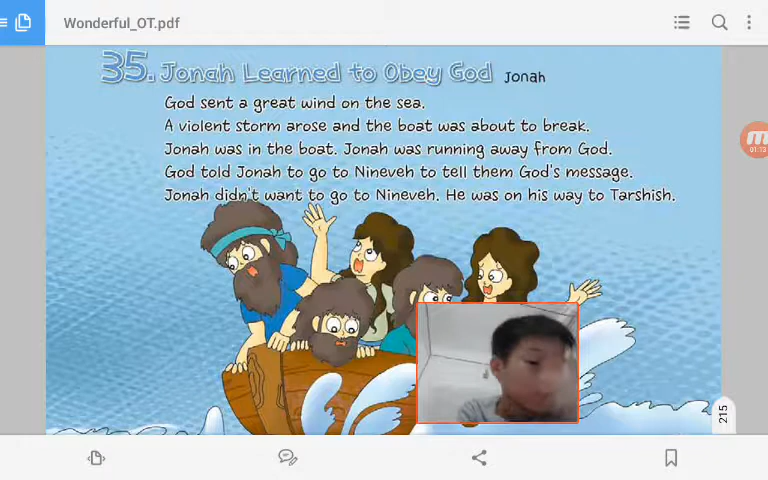 Wonderful_OT.pdf
35. Jonah Learned to Obey God Jonah
God sent a great wind on the sea.
A violent storm arose and the boat was about to break.
Jonah was in the boat. Jonah was running away from God.
God told Jonah to go to Nineveh to tell them God's message.
Jonah didn't want to go to Nineveh. He was on his way to Tarshish.
01:13
215